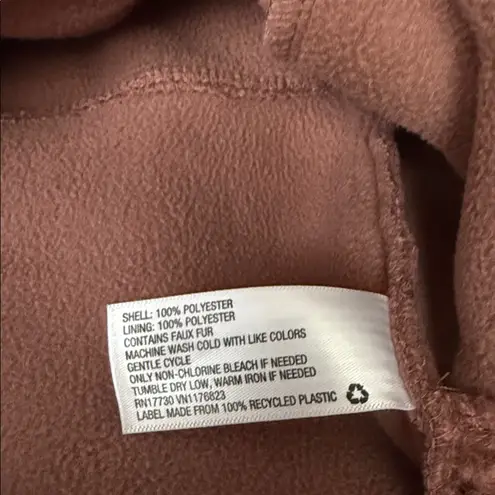 SHELL: 100% POLYESTER
LINING: 100% POLYESTER
CONTAINS FAUX FUR
MACHINE WASH COLD WITH LIKE COLORS
GENTLE CYCLE
ONLY NON-CHLORINE BLEACH IF NEEDED
TUMBLE DRY LOW, WARM IRON IF NEEDED
RN17730 VN1176823
LABEL MADE FROM 100% RECYCLED PLASTIC